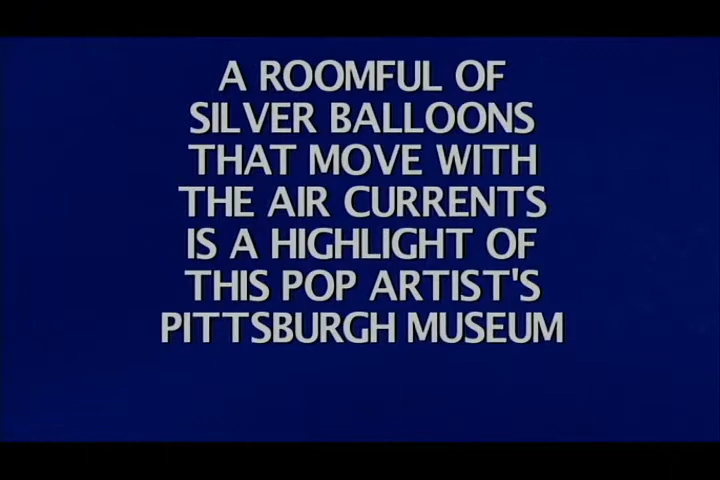 A ROOMFUL OF
SILVER BALLOONS
THAT MOVE WITH
THE AIR CURRENTS
IS A HIGHLIGHT OF
THIS POP ARTIST'S
PITTSBURGH MUSEUM